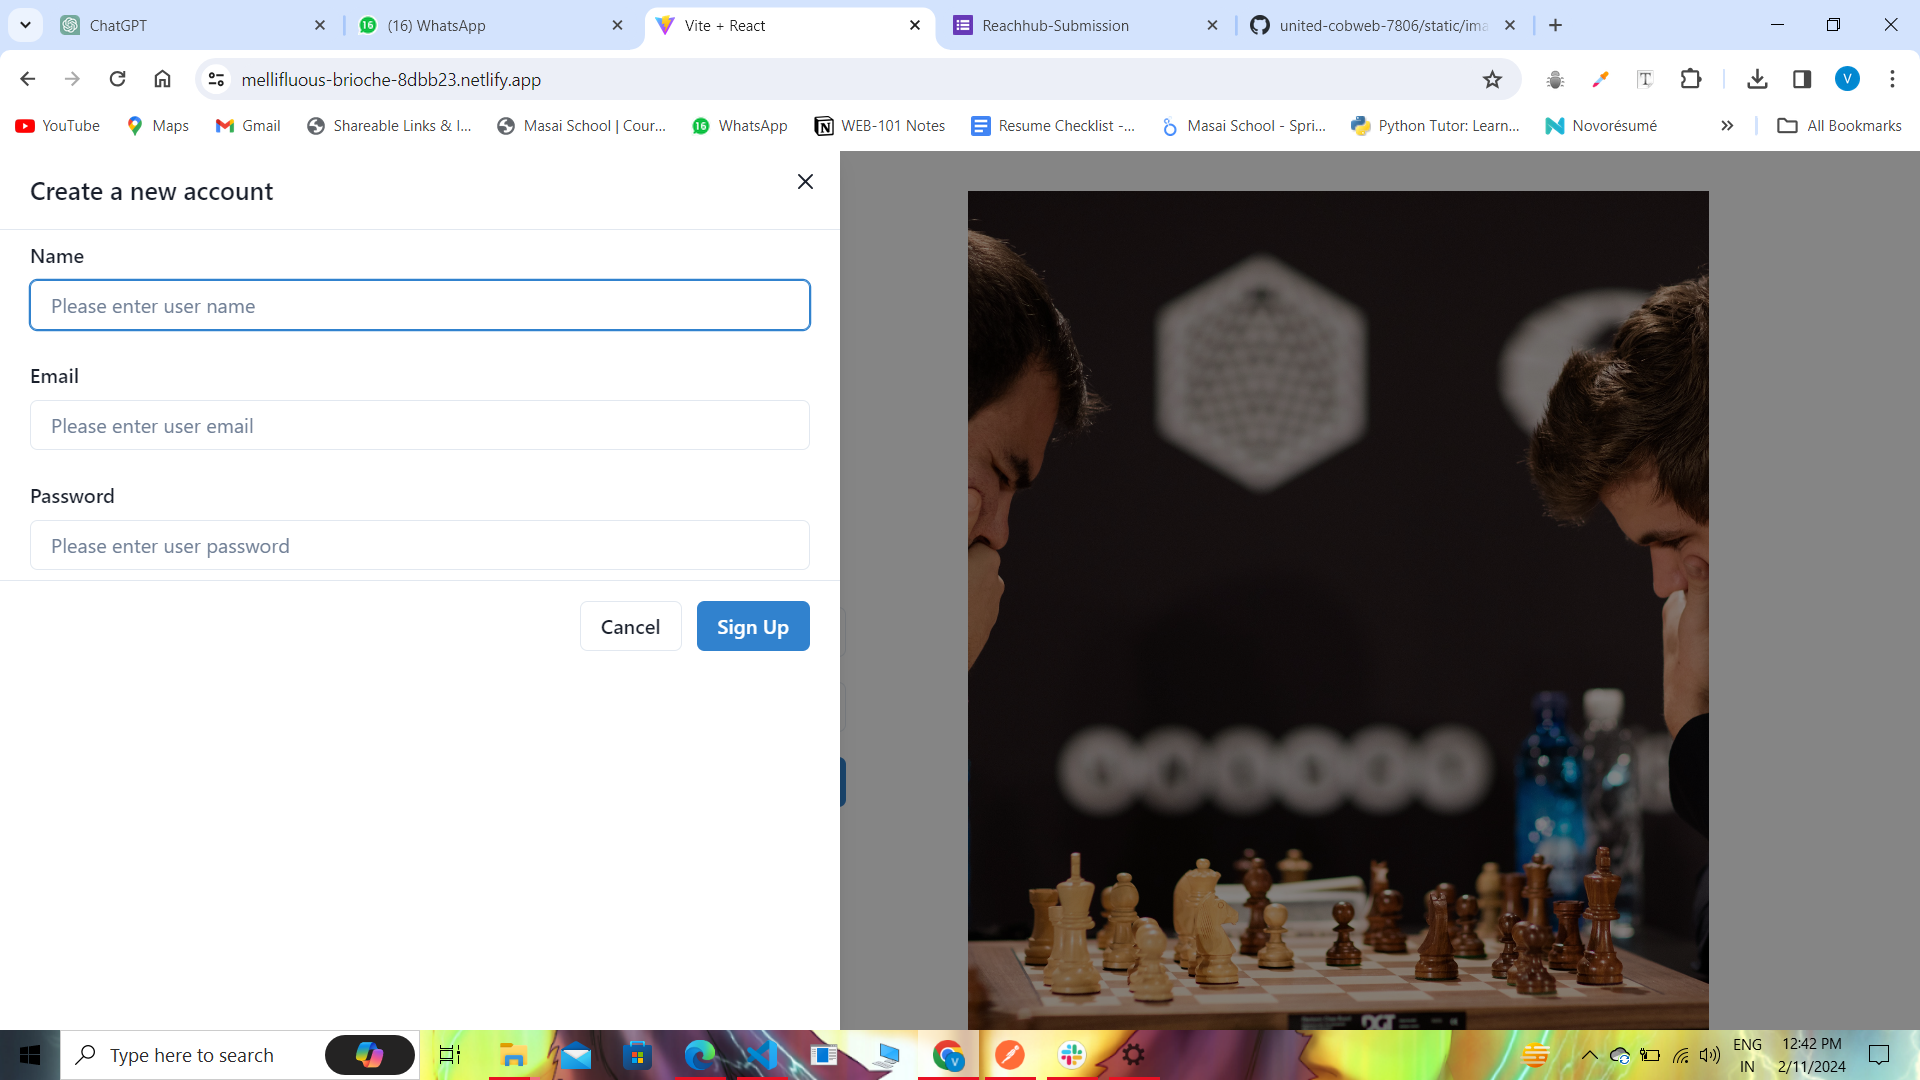 ChatGPT
16 (16) WhatsApp
Vite + React
Reachhub-Submission
united-cobweb-7806/static/ima
mellifluous-brioche-8dbb23.netlify.app
T
V
YouTube
Maps
Gmail
Shareable Links & I...
Masai School | Cour...
16 WhatsApp
WEB-101 Notes
Resume Checklist -...
Masai School - Spri...
Python Tutor: Learn...
Novorésumé
All Bookmarks
Create a new account
Name
Please enter user name
Email
Please enter user email
Password
Please enter user password
Cancel
Sign Up
DGT
Type here to search
V
ENG
IN
12:42 PM
2/11/2024